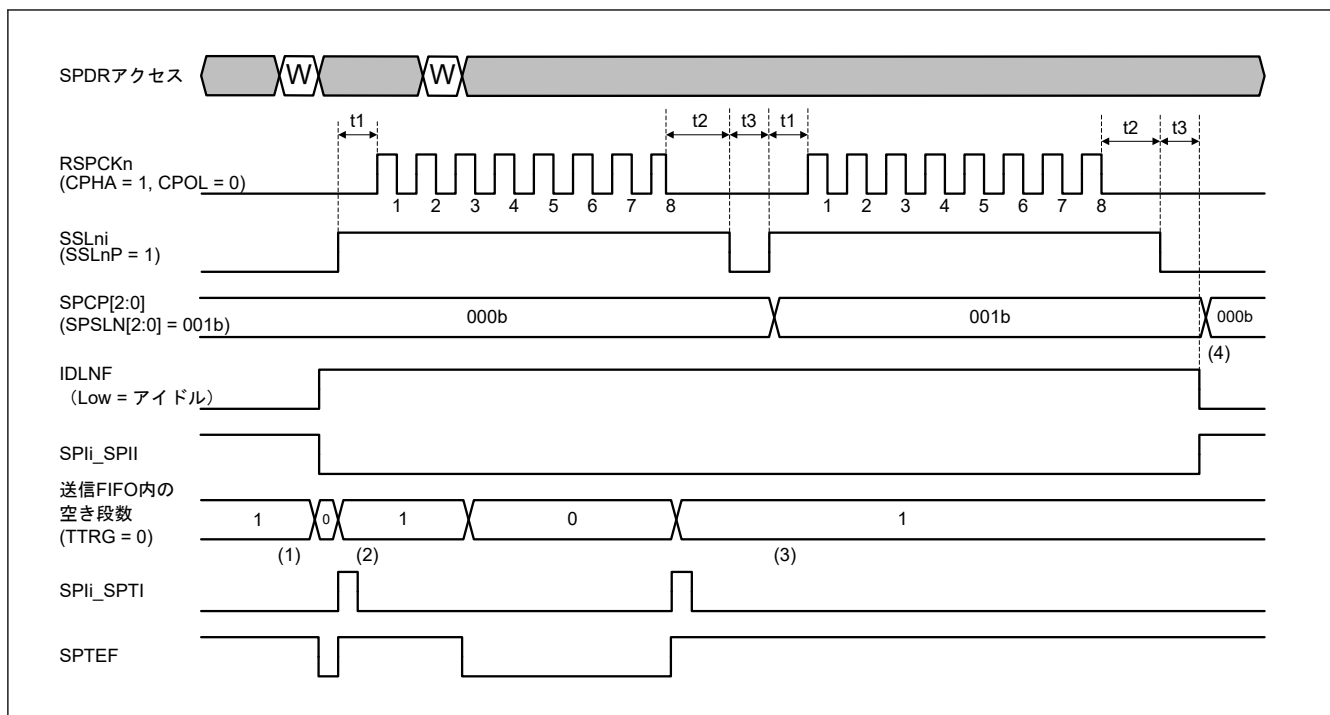 SPDRアクセス
W
W
t1
t2
t3
t1
t2
t3
RSPCKn
(CPHA = 1, CPOL = 0)
1 2 3 4 5 6 7 8
1 2 3 4 5 6 7 8
SSLni
(SSLnP = 1)
SPCP[2:0]
(SPSLN[2:0] = 001b)
000b
001b
000b
(4)
IDLNF
（Low = アイドル）
SPIi_SPII
送信FIFO内の
空き段数
(TTRG = 0)
1
0
1
0
1
(1)
(2)
(3)
SPIi_SPTI
SPTEF